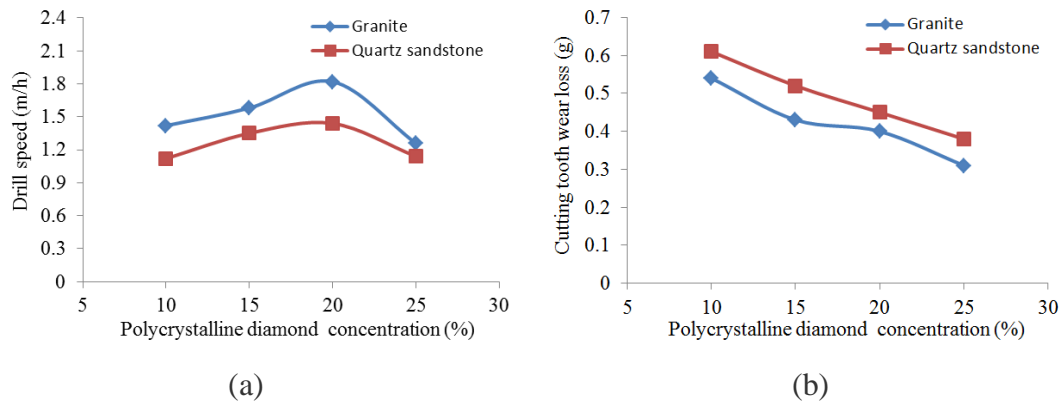 2.4
2.1
1.8
1.5
1.2
0.9
0.6
0.3
0
Drill speed (m/h)
Granite
Quartz sandstone
5
10
15
20
25
30
Polycrystalline diamond concentration (%)
(a)
0.7
0.6
0.5
0.4
0.3
0.2
0.1
0
Cutting tooth wear loss (g)
Granite
Quartz sandstone
5
10
15
20
25
30
Polycrystalline diamond concentration (%)
(b)